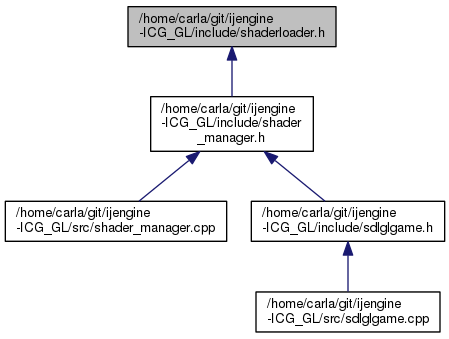 /home/carla/git/ijengine
-ICG_GL/include/shaderloader.h
/home/carla/git/ijengine
-ICG_GL/include/shader
_manager.h
/home/carla/git/ijengine
-ICG_GL/src/shader_manager.cpp
/home/carla/git/ijengine
-ICG_GL/include/sdlglgame.h
/home/carla/git/ijengine
-ICG_GL/src/sdlglgame.cpp